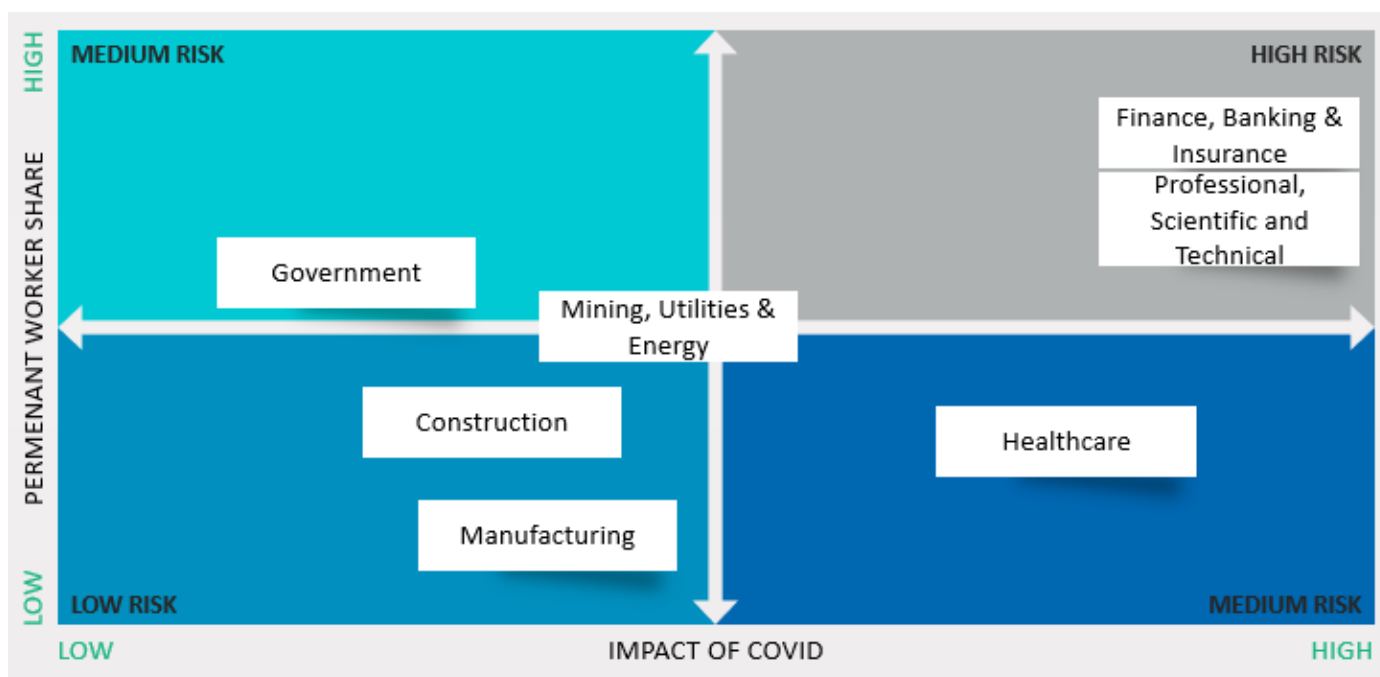 HIGH
MEDIUM RISK
HIGH RISK
Finance, Banking &
Insurance
Professional,
Scientific and
Technical
PERMENANT WORKER SHARE
Government
Mining, Utilities &
Energy
Construction
Healthcare
Manufacturing
LOW
LOW RISK
MEDIUM RISK
LOW
IMPACT OF COVID
HIGH